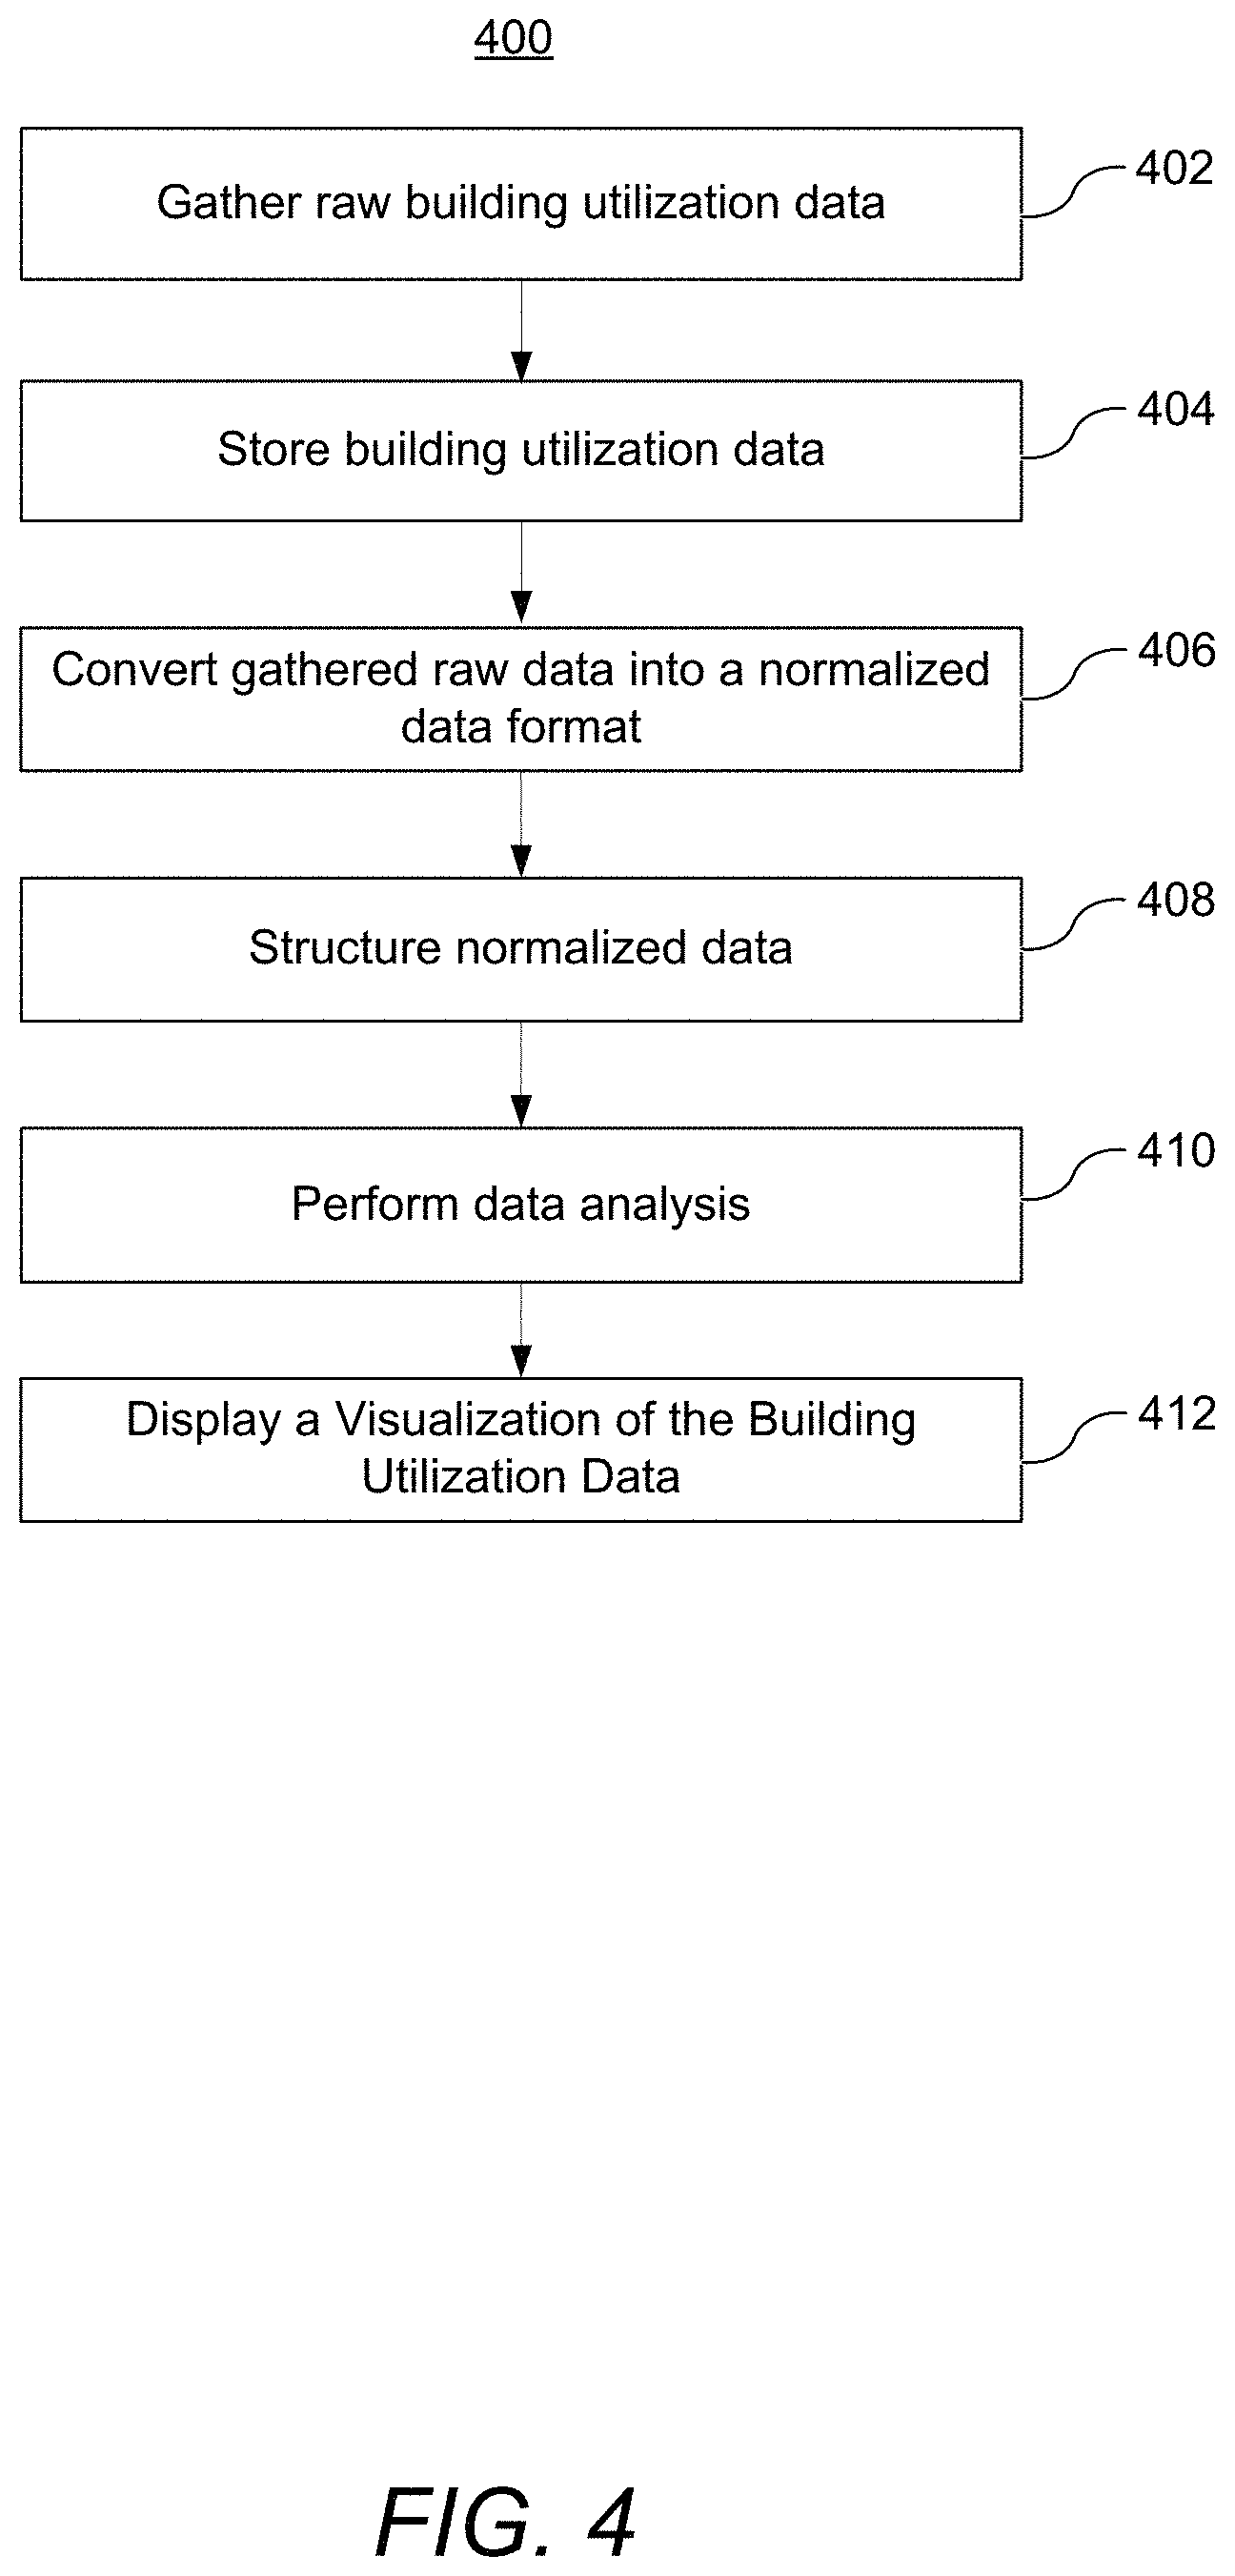 400
Gather raw building utilization data
402
Store building utilization data
404
Convert gathered raw data into a normalized
data format
406
Structure normalized data
408
Perform data analysis
410
Display a Visualization of the Building
Utilization Data
412
FIG. 4